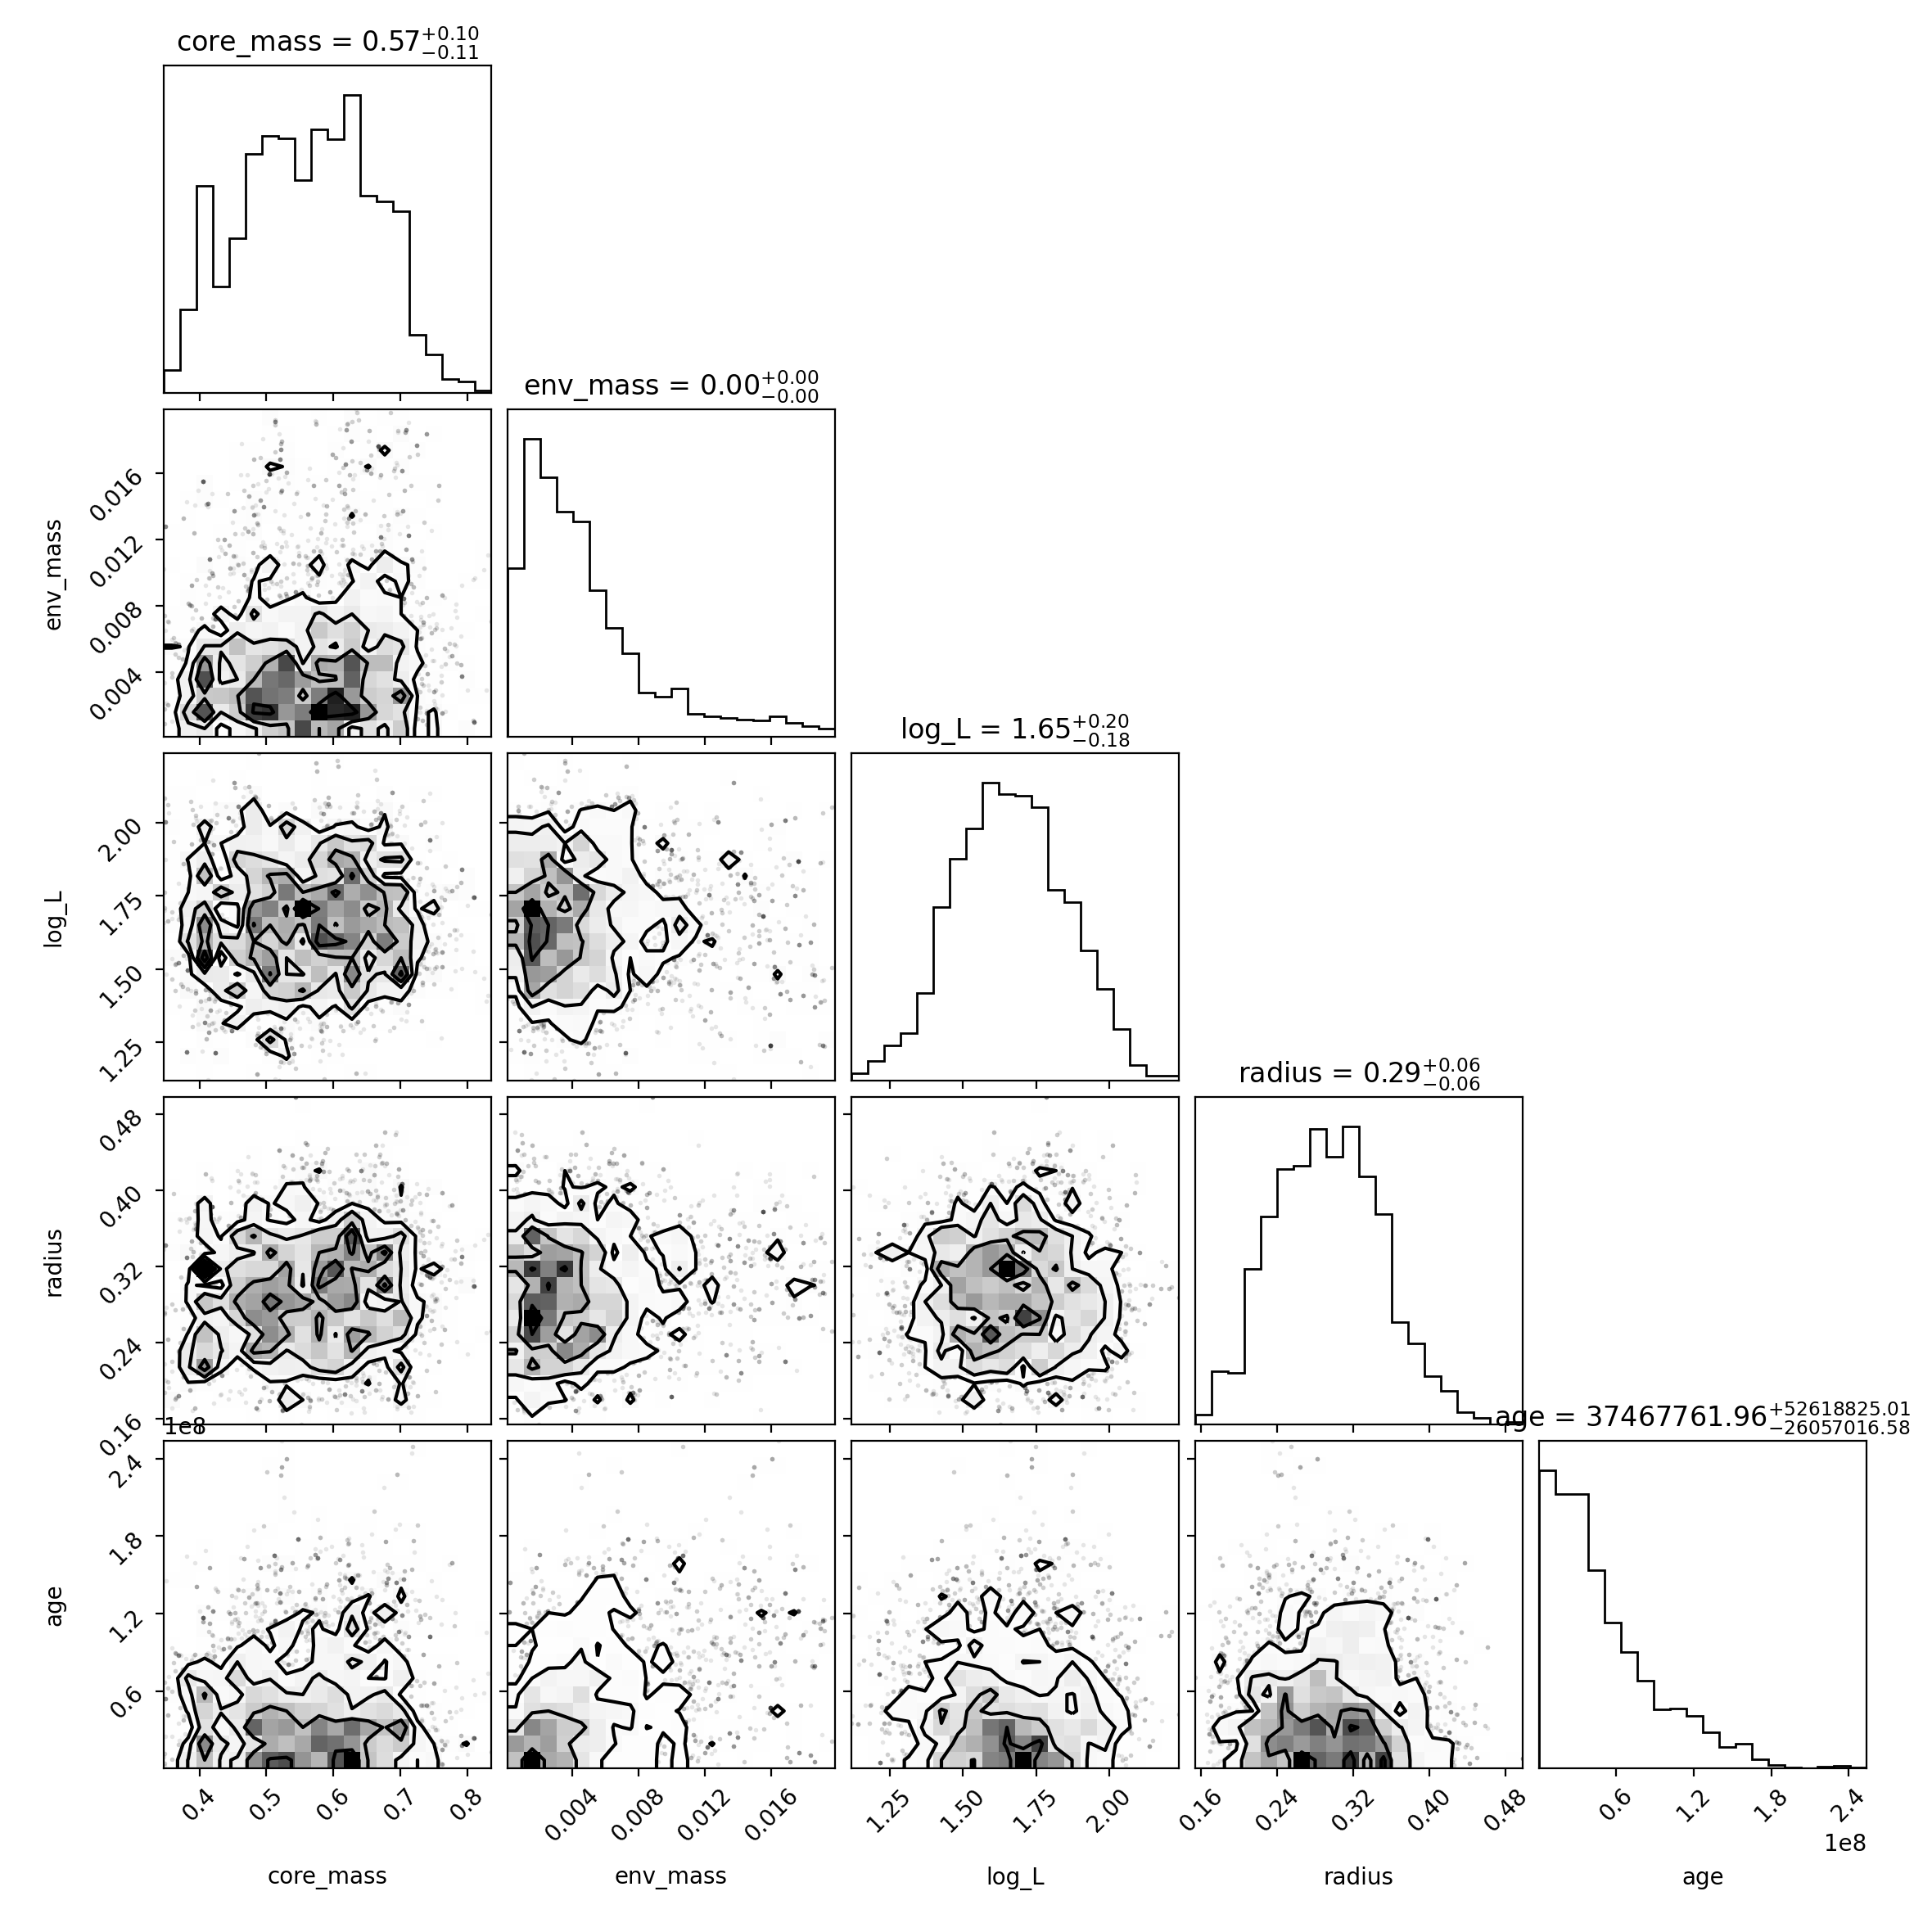 core_mass = 0.57+0.10−0.11
env_mass = 0.00+0.00−0.00
0.016
0.012
0.008
0.004
env_mass
log_L = 1.65+0.20−0.18
2.00
1.75
1.50
1.25
log_L
radius = 0.29+0.06−0.06
0.48
0.40
0.32
0.24
0.16
radius
1e8
age = 37467761.96+52618825.01−26057016.58
2.4
1.8
1.2
0.6
age
0.4 0.5 0.6 0.7 0.8
0.004 0.008 0.012 0.016
1.25 1.50 1.75 2.00
0.16 0.24 0.32 0.40 0.48
0.6 1.2 1.8 2.4
1e8
core_mass env_mass log_L radius age